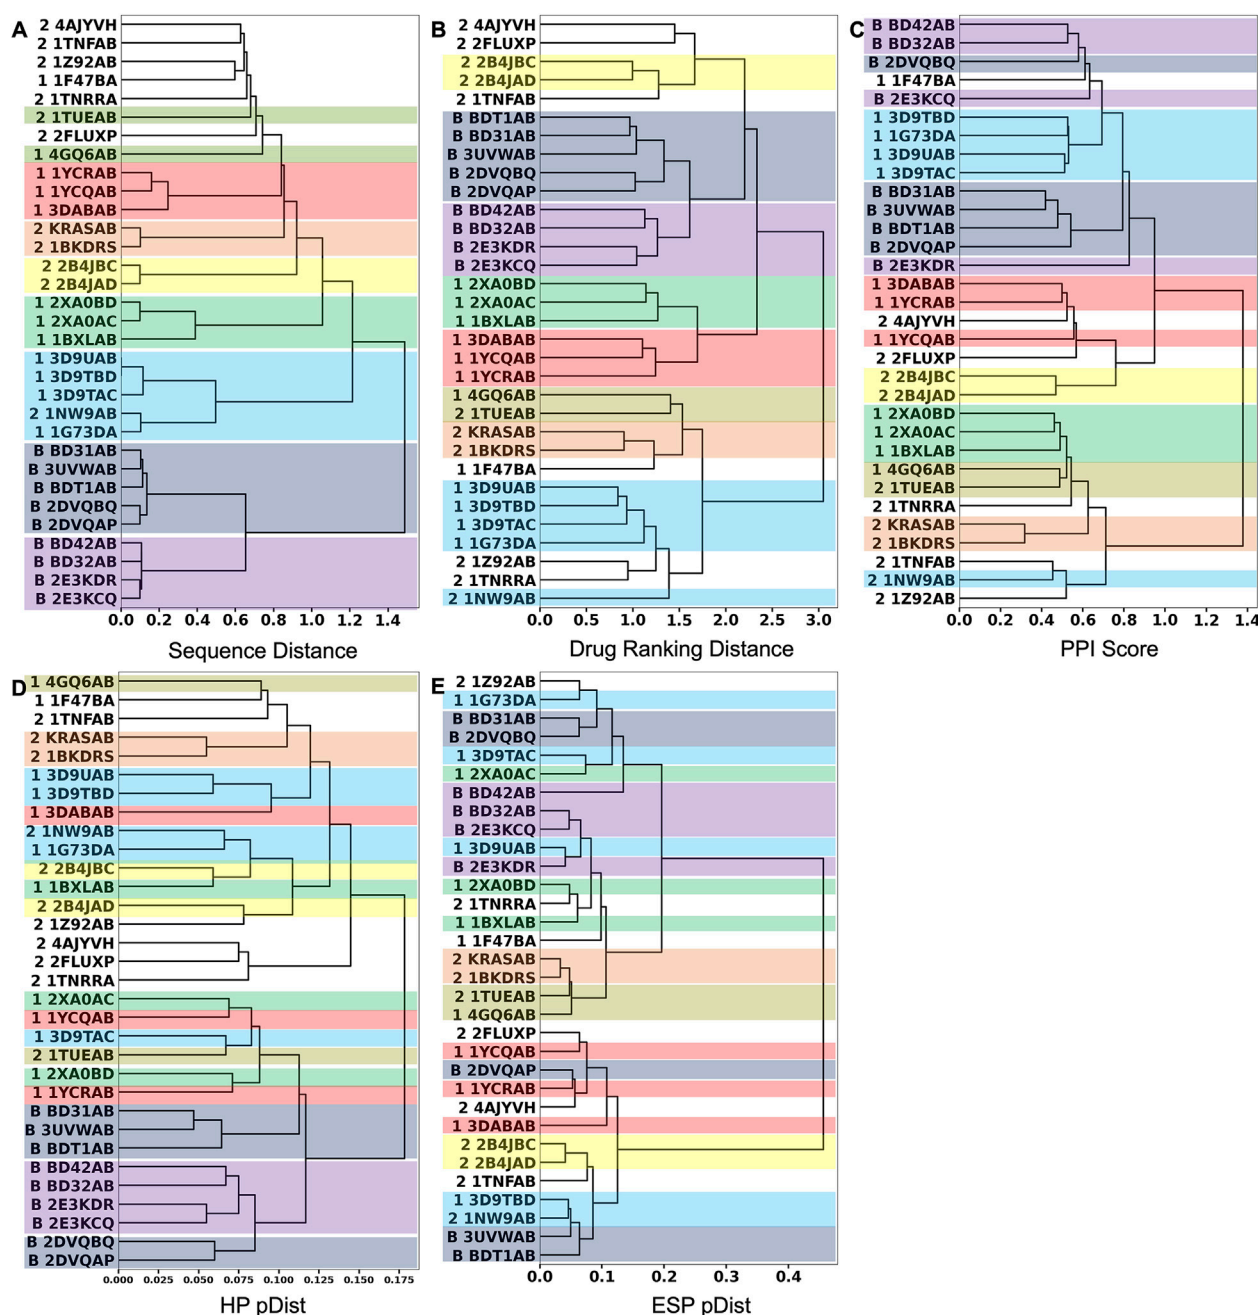 A
2 4AJYVH
2 1TNFAB
2 1Z92AB
1 1F47BA
2 1TNRRA
2 1TUEAB
2 2FLUXP
1 4GQ6AB
1 1YCRAB
1 1YCQAB
1 3DABAB
2 KRASAB
2 1BKDRS
2 2B4JBC
2 2B4JAD
1 2XA0BD
1 2XA0AC
1 1BXLAB
1 3D9UAB
1 3D9TBD
1 3D9TAC
2 1NW9AB
1 1G73DA
B BD31AB
B 3UVWAB
B BDT1AB
B 2DVQBQ
B 2DVQAP
B BD42AB
B BD32AB
B 2E3KDR
B 2E3KCQ
0.0 0.2 0.4 0.6 0.8 1.0 1.2 1.4
Sequence Distance
B
2 4AJYVH
2 2FLUXP
2 2B4JBC
2 2B4JAD
2 1TNFAB
B BDT1AB
B BD31AB
B 3UVWAB
B 2DVQBQ
B 2DVQAP
B BD42AB
B BD32AB
B 2E3KDR
B 2E3KCQ
1 2XA0BD
1 2XA0AC
1 1BXLAB
1 3DABAB
1 1YCQAB
1 1YCRAB
1 4GQ6AB
2 1TUEAB
2 KRASAB
2 1BKDRS
1 1F47BA
1 3D9UAB
1 3D9TBD
1 3D9TAC
1 1G73DA
2 1Z92AB
2 1TNRRA
2 1NW9AB
0.0 0.5 1.0 1.5 2.0 2.5 3.0
Drug Ranking Distance
C
B BD42AB
B BD32AB
B 2DVQBQ
1 1F47BA
B 2E3KCQ
1 3D9TBD
1 1G73DA
1 3D9UAB
1 3D9TAC
B BD31AB
B 3UVWAB
B BDT1AB
B 2DVQAP
B 2E3KDR
1 3DABAB
1 1YCRAB
2 4AJYVH
1 1YCQAB
2 2FLUXP
2 2B4JBC
2 2B4JAD
1 2XA0BD
1 2XA0AC
1 1BXLAB
1 4GQ6AB
2 1TUEAB
2 1TNRRA
2 KRASAB
2 1BKDRS
2 1TNFAB
2 1NW9AB
2 1Z92AB
0.0 0.2 0.4 0.6 0.8 1.0 1.2 1.4
PPI Score
D
1 4GQ6AB
1 1F47BA
2 1TNFAB
2 KRASAB
2 1BKDRS
1 3D9UAB
1 3D9TBD
1 3DABAB
2 1NW9AB
1 1G73DA
2 2B4JBC
1 1BXLAB
2 2B4JAD
2 1Z92AB
2 4AJYVH
2 2FLUXP
2 1TNRRA
1 2XA0AC
1 1YCQAB
1 3D9TAC
2 1TUEAB
1 2XA0BD
1 1YCRAB
B BD31AB
B 3UVWAB
B BDT1AB
B BD42AB
B BD32AB
B 2E3KDR
B 2E3KCQ
B 2DVQBQ
B 2DVQAP
0.000 0.025 0.050 0.075 0.100 0.125 0.150 0.175
HP pDist
E
2 1Z92AB
1 1G73DA
B BD31AB
B 2DVQBQ
1 3D9TAC
1 2XA0AC
B BD42AB
B BD32AB
B 2E3KCQ
1 3D9UAB
B 2E3KDR
1 2XA0BD
2 1TNRRA
1 1BXLAB
1 1F47BA
2 KRASAB
2 1BKDRS
2 1TUEAB
1 4GQ6AB
2 2FLUXP
1 1YCQAB
B 2DVQAP
1 1YCRAB
2 4AJYVH
1 3DABAB
2 2B4JBC
2 2B4JAD
2 1TNFAB
1 3D9TBD
2 1NW9AB
B 3UVWAB
B BDT1AB
0.0 0.1 0.2 0.3 0.4
ESP pDist